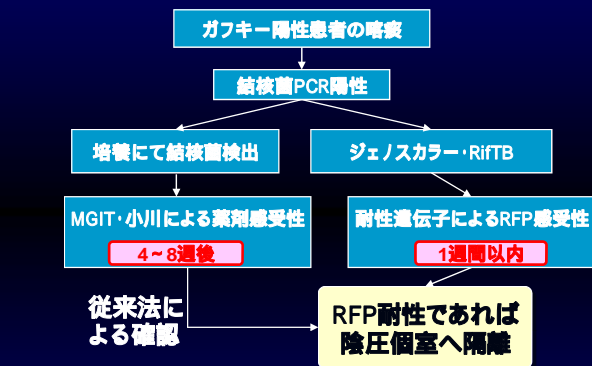 ガフキー陽性患者の喀痰
結核菌PCR陽性
培養にて結核菌検出
ジェノスカラー・RifTB
MGIT・小川による薬剤感受性
4～8週後
耐性遺伝子によるRFP感受性
1週間以内
従来法に
よる確認
RFP耐性であれば
陰圧個室へ隔離